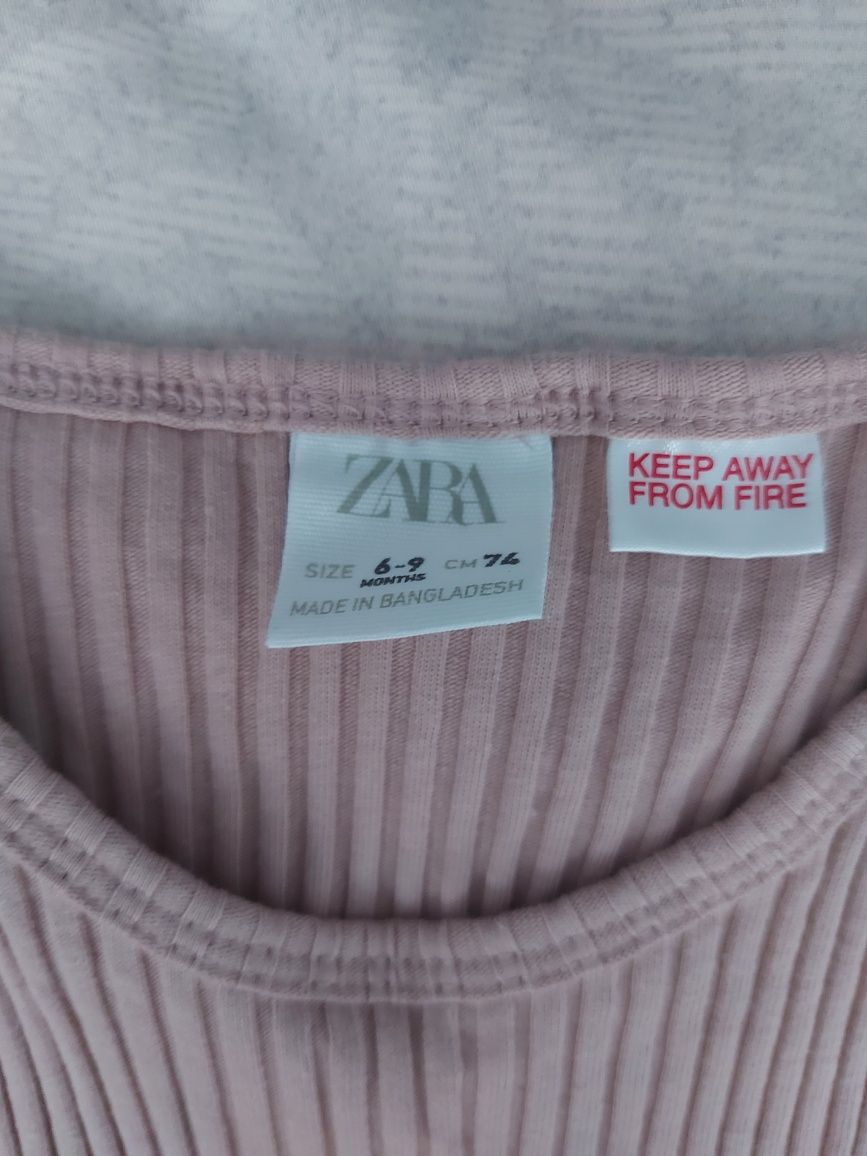 ZARA
SIZE 6-9 CM 74
MONTHS
MADE IN BANGLADESH
KEEP AWAY
FROM FIRE